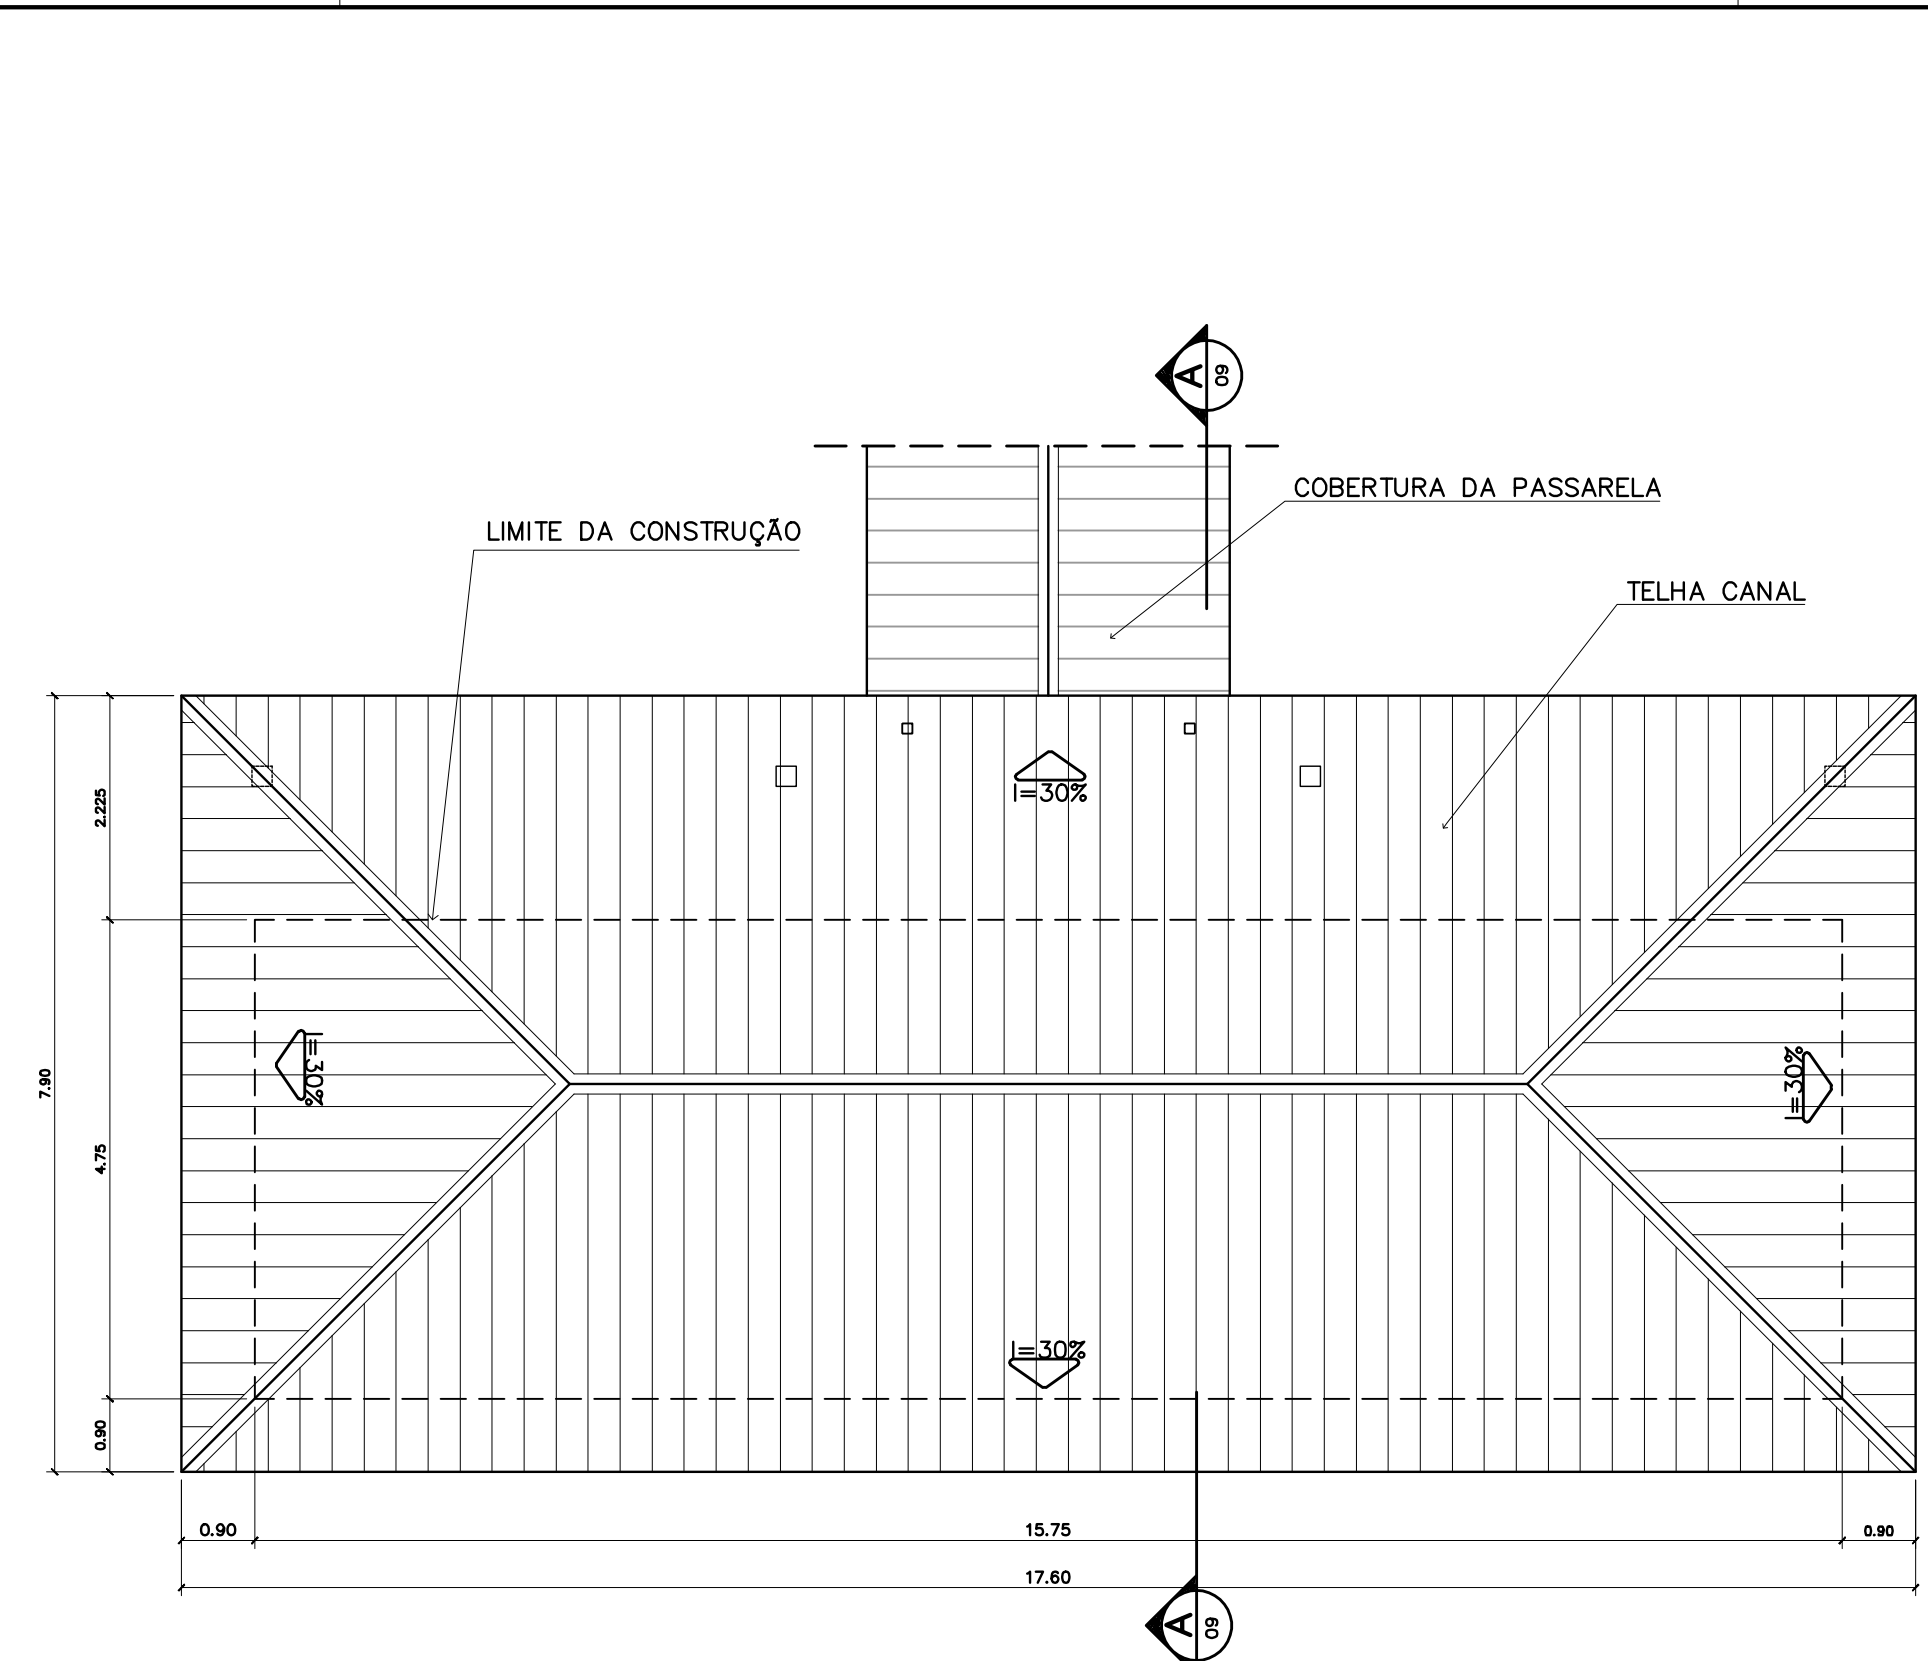 A
09
COBERTURA DA PASSARELA
LIMITE DA CONSTRUÇÃO
TELHA CANAL
2.225
I=30%
7.90
I=30%
I=30%
4.75
I=30%
0.90
0.90
15.75
0.90
17.60
A
09